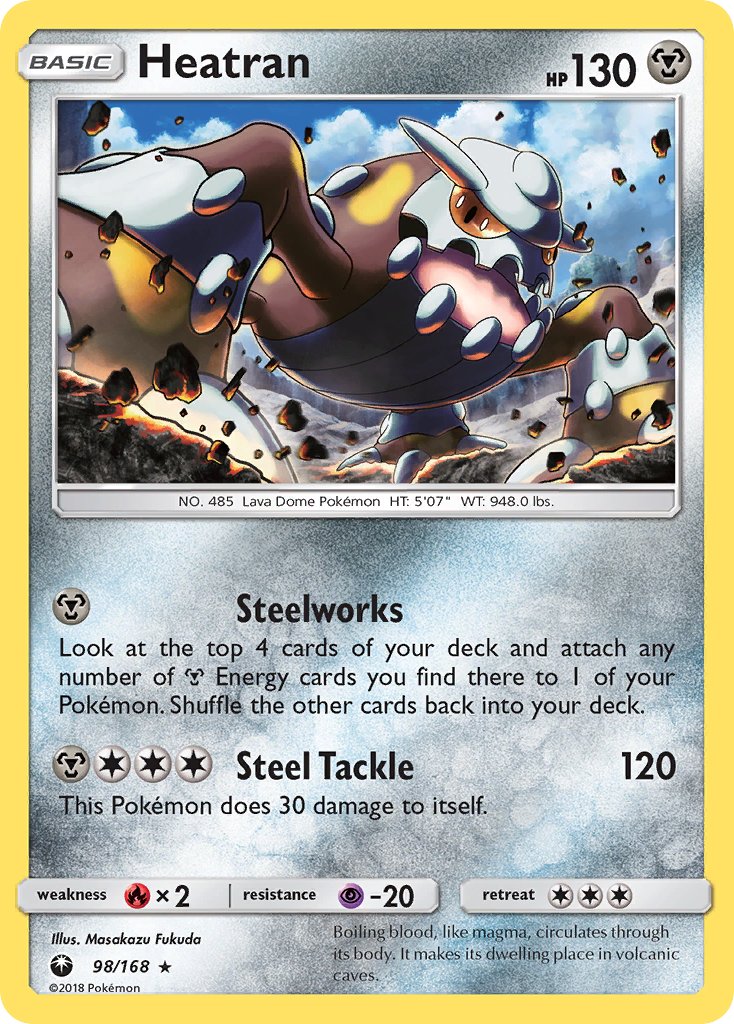 BASIC Heatran HP 130
NO. 485 Lava Dome Pokémon HT: 5'07" WT: 948.0 lbs.
Steelworks
Look at the top 4 cards of your deck and attach any
number of Energy cards you find there to 1 of your
Pokémon. Shuffle the other cards back into your deck.
Steel Tackle 120
This Pokémon does 30 damage to itself.
weakness × 2 resistance -20 retreat
Illus. Masakazu Fukuda
98/168 ★
©2018 Pokémon
Boiling blood, like magma, circulates through
its body. It makes its dwelling place in volcanic
caves.